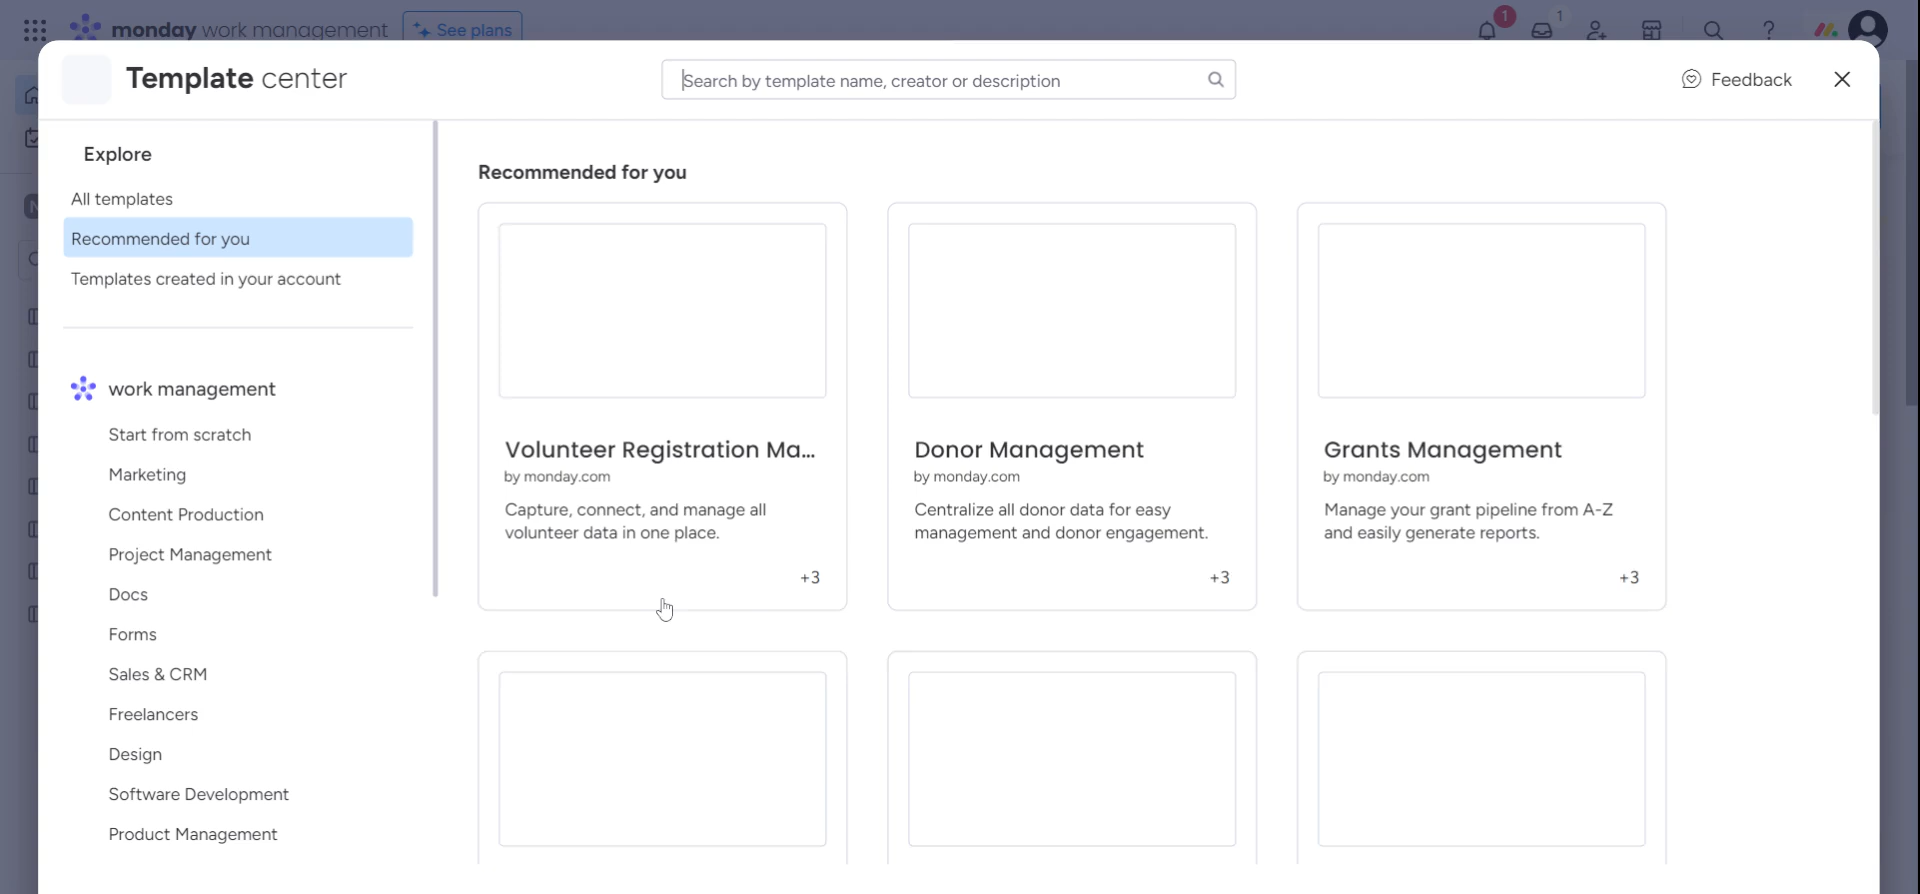 monday work management
See plans
1
1
?
Template center
Search by template name, creator or description
Feedback
Explore
All templates
Recommended for you
Templates created in your account
work management
Start from scratch
Marketing
Content Production
Project Management
Docs
Forms
Sales & CRM
Freelancers
Design
Software Development
Product Management
Recommended for you
Volunteer Registration Ma...
by monday.com
Capture, connect, and manage all
volunteer data in one place.
+3
Donor Management
by monday.com
Centralize all donor data for easy
management and donor engagement.
+3
Grants Management
by monday.com
Manage your grant pipeline from A-Z
and easily generate reports.
+3